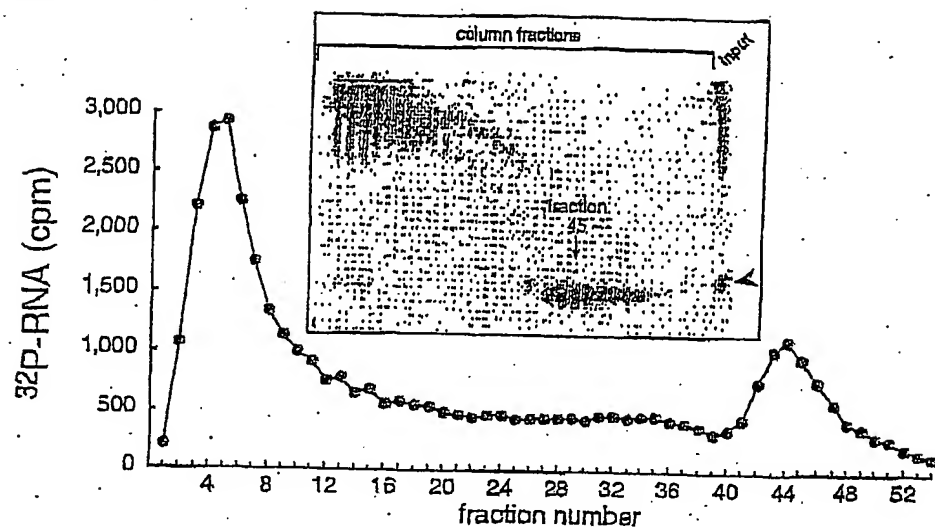 column fractions
input
fraction
45
32P-RNA (cpm)
3,000
2,500
2,000
1,500
1,000
500
0
4 8 12 16 20 24 28 32 36 40 44 48 52
fraction number